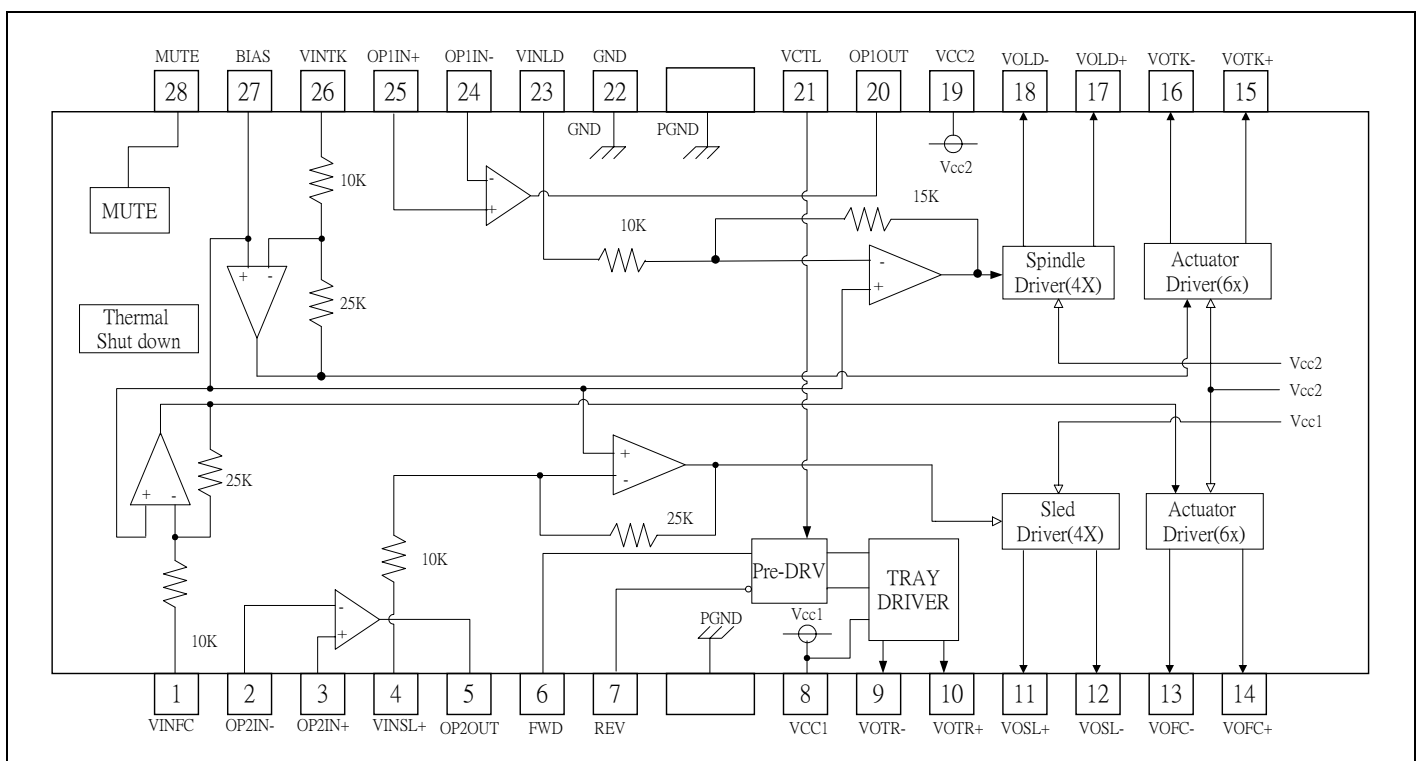 MUTE BIAS VINTK OP1IN+ OP1IN- VINLD GND VCTL OP1OUT VCC2 VOLD- VOLD+ VOTK- VOTK+
28 27 26 25 24 23 22 21 20 19 18 17 16 15
GND PGND
Vcc2
10K
MUTE
-
+
15K
10K
Spindle
Driver(4X)
Actuator
Driver(6x)
+ -
-
+
25K
Thermal
Shut down
Vcc2
Vcc2
Vcc1
+
-
25K
+ -
25K
Sled
Driver(4X)
Actuator
Driver(6x)
10K
Pre-DRV
TRAY
DRIVER
-
+
PGND
Vcc1
10K
1 2 3 4 5 6 7 8 9 10 11 12 13 14
VINFC OP2IN- OP2IN+ VINSL+ OP2OUT FWD REV VCC1 VOTR- VOTR+ VOSL+ VOSL- VOFC- VOFC+